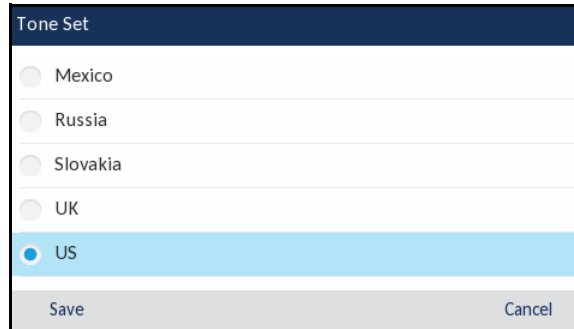 Tone Set
Mexico
Russia
Slovakia
UK
US
Save Cancel